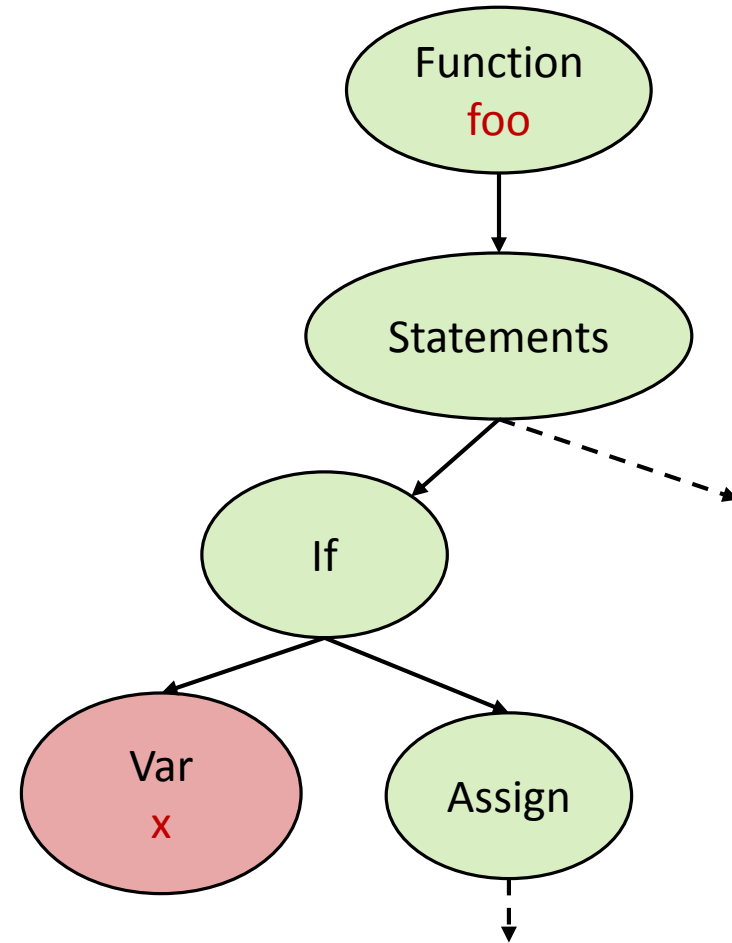 Function
foo
Statements
If
Var
x
Assign